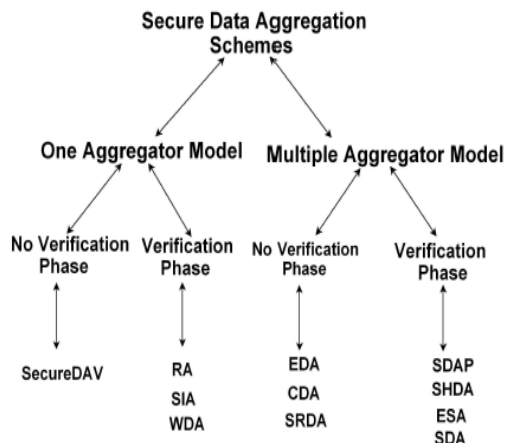 Secure Data Aggregation
Schemes
One Aggregator Model
Multiple Aggregator Model
No Verification
Phase
Verification
Phase
No Verification
Phase
Verification
Phase
SecureDAV
RA
SIA
WDA
EDA
CDA
SRDA
SDAP
SHDA
ESA
SDA